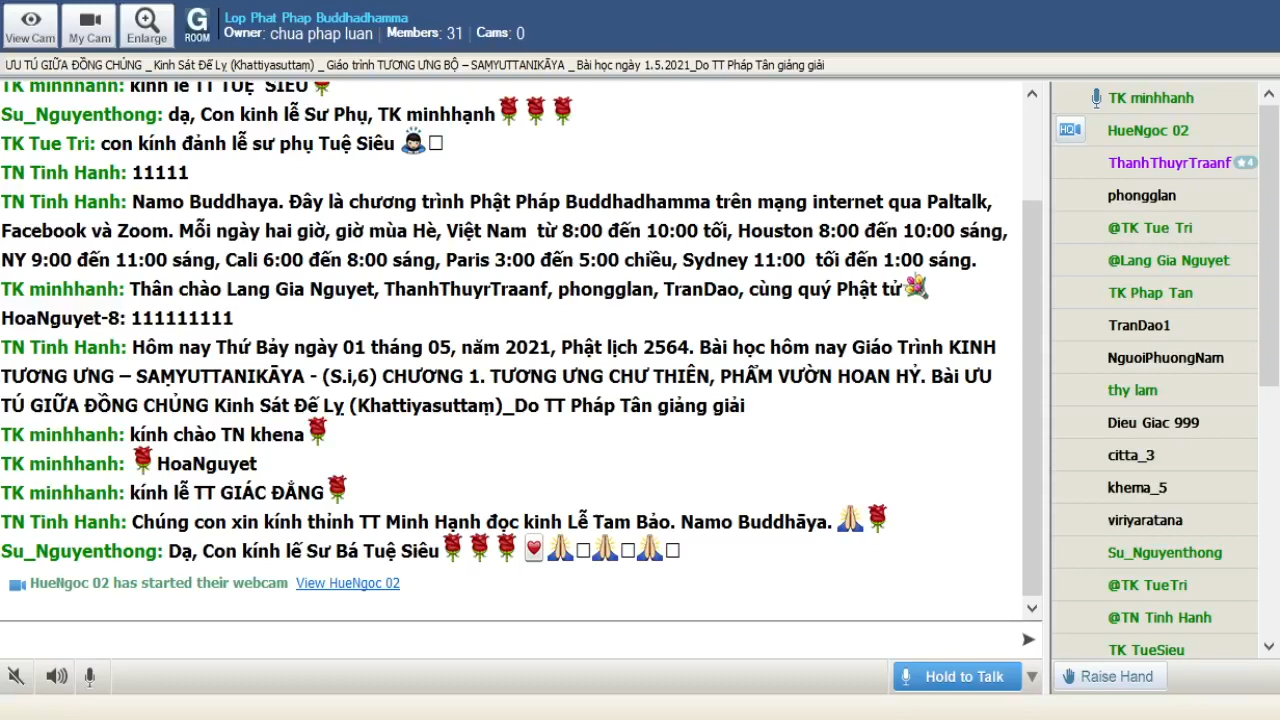 Lop Phat Phap Buddhadhamma
View Cam My Cam Enlarge G ROOM Owner: chua phap luan Members: 31 Cams: 0
ƯU TÚ GIỮA ĐỒNG CHỦNG _Kinh Sát Đế Lỵ (Khattiyasuttaṃ) _ Giáo trình TƯƠNG ƯNG BỘ – SAṂYUTTANIKĀYA _Bài học ngày 1.5.2021_Do TT Pháp Tân giảng giải
TK minhhanh: kính lễ TT TUỆ SIÊU
Su_Nguyenthong: dạ, Con kinh lễ Sư Phụ, TK minhhạnh
TK Tue Tri: con kính đảnh lễ sư phụ Tuệ Siêu
TN Tinh Hanh: 11111
TN Tinh Hanh: Namo Buddhaya. Đây là chương trình Phật Pháp Buddhadhamma trên mạng internet qua Paltalk,
Facebook và Zoom. Mỗi ngày hai giờ, giờ mùa Hè, Việt Nam từ 8:00 đến 10:00 tối, Houston 8:00 đến 10:00 sáng,
NY 9:00 đến 11:00 sáng, Cali 6:00 đến 8:00 sáng, Paris 3:00 đến 5:00 chiều, Sydney 11:00 tối đến 1:00 sáng.
TK minhhanh: Thân chào Lang Gia Nguyet, ThanhThuyrTraanf, phongglan, TranDao, cùng quý Phật tử
HoaNguyet-8: 111111111
TN Tinh Hanh: Hôm nay Thứ Bảy ngày 01 tháng 05, năm 2021, Phật lịch 2564. Bài học hôm nay Giáo Trình KINH
TƯƠNG ƯNG – SAṂYUTTANIKĀYA - (S.i,6) CHƯƠNG 1. TƯƠNG ƯNG CHƯ THIÊN, PHẨM VƯỜN HOAN HỶ. Bài ƯU
TÚ GIỮA ĐỒNG CHỦNG Kinh Sát Đế Lỵ (Khattiyasuttaṃ)_Do TT Pháp Tân giảng giải
TK minhhanh: kính chào TN khena
TK minhhanh: HoaNguyet
TK minhhanh: kính lễ TT GIÁC ĐẲNG
TN Tinh Hanh: Chúng con xin kính thỉnh TT Minh Hạnh đọc kinh Lễ Tam Bảo. Namo Buddhāya.
Su_Nguyenthong: Dạ, Con kính lế Sư Bá Tuệ Siêu
HueNgoc 02 has started their webcam View HueNgoc 02
Hold to Talk
TK minhhanh
HQ HueNgoc 02
ThanhThuyrTraanf 4
phongglan
@TK Tue Tri
@Lang Gia Nguyet
TK Phap Tan
TranDao1
NguoiPhuongNam
thy lam
Dieu Giac 999
citta_3
khema_5
viriyaratana
Su_Nguyenthong
@TK TueTri
@TN Tinh Hanh
TK TueSieu
Raise Hand